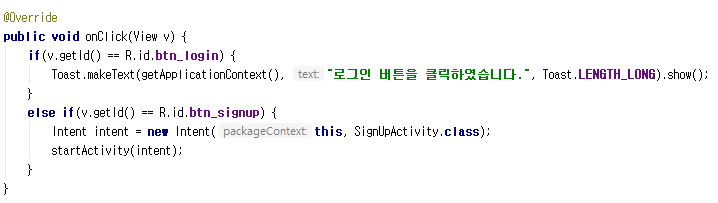 @Override
public void onClick(View v) {
    if(v.getId() == R.id.btn_login) {
        Toast.makeText(getApplicationContext(), text: "로그인 버튼을 클릭하였습니다.", Toast.LENGTH_LONG).show();
    }
    else if(v.getId() == R.id.btn_signup) {
        Intent intent = new Intent( packageContext: this, SignUpActivity.class);
        startActivity(intent);
    }
}